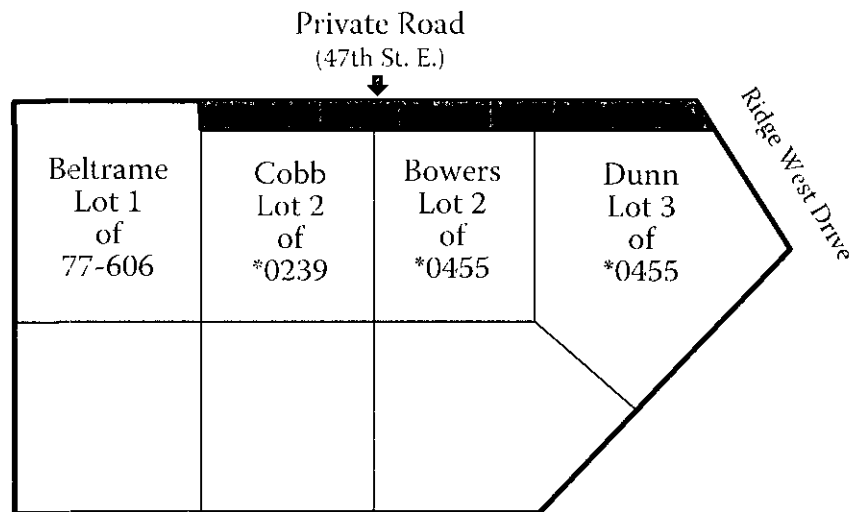 Private Road
(47th St. E.)
Ridge West Drive
Beltrame
Lot 1
of
77-606
Cobb
Lot 2
of
*0239
Bowers
Lot 2
of
*0455
Dunn
Lot 3
of
*0455